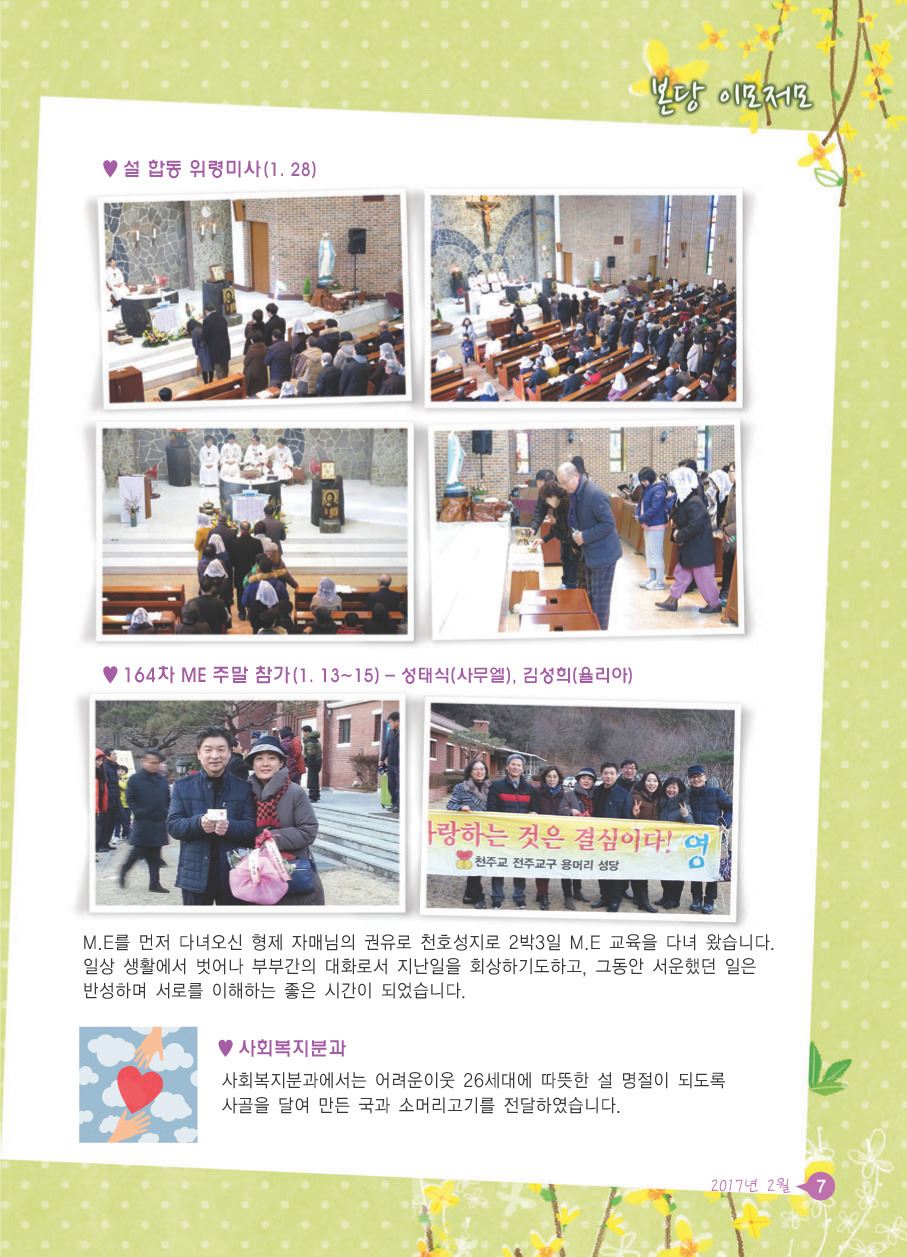 본당 이모저모
♥ 설 합동 위령미사(1. 28)
♥ 164차 ME 주말 참가(1. 13~15) – 성태식(사무엘), 김성희(율리아)
사랑하는 것은 결심이다! 영
천주교 전주교구 용머리 성당
M.E를 먼저 다녀오신 형제 자매님의 권유로 천호성지로 2박3일 M.E 교육을 다녀 왔습니다.
일상 생활에서 벗어나 부부간의 대화로서 지난일을 회상하기도하고, 그동안 서운했던 일은
반성하며 서로를 이해하는 좋은 시간이 되었습니다.
♥ 사회복지분과
사회복지분과에서는 어려운이웃 26세대에 따뜻한 설 명절이 되도록
사골을 달여 만든 국과 소머리고기를 전달하였습니다.
2017년 2월 7